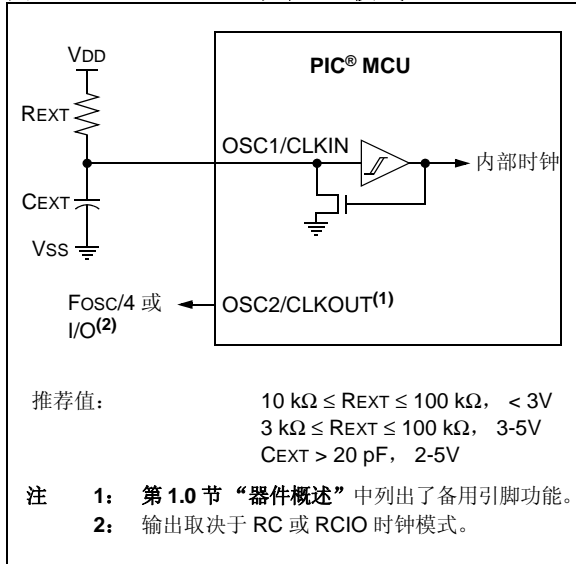 VDD
PIC® MCU
REXT
OSC1/CLKIN
内部时钟
CEXT
VSS
FOSC/4 或
I/O(2)
OSC2/CLKOUT(1)
推荐值： 10 kΩ ≤ REXT ≤ 100 kΩ， < 3V
3 kΩ ≤ REXT ≤ 100 kΩ， 3-5V
CEXT > 20 pF， 2-5V
注 1： 第 1.0 节 “器件概述”中列出了备用引脚功能。
2： 输出取决于 RC 或 RCIO 时钟模式。